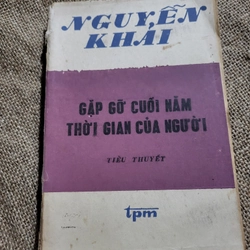 NGUYỄN
KHẢI
GẶP GỠ CUỐI NĂM
THỜI GIAN CỦA NGƯỜI
TIỂU THUYẾT
tpm